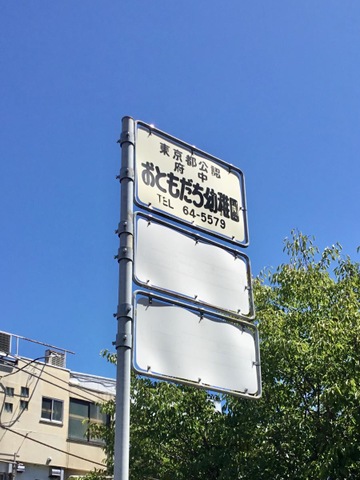 東京都公認
府中
おともだち幼稚園
TEL 64-5579